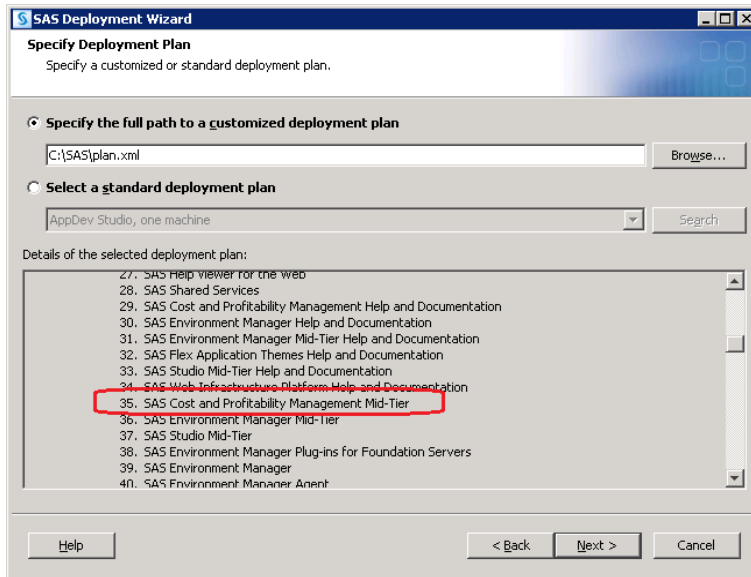 SAS Deployment Wizard
Specify Deployment Plan
Specify a customized or standard deployment plan.
Specify the full path to a customized deployment plan
C:\SAS\plan.xml
Browse...
Select a standard deployment plan
AppDev Studio, one machine
Search
Details of the selected deployment plan:
27. SAS Help Viewer for the Web
28. SAS Shared Services
29. SAS Cost and Profitability Management Help and Documentation
30. SAS Environment Manager Help and Documentation
31. SAS Environment Manager Mid-Tier Help and Documentation
32. SAS Flex Application Themes Help and Documentation
33. SAS Studio Mid-Tier Help and Documentation
34. SAS Web Infrastructure Platform Help and Documentation
35. SAS Cost and Profitability Management Mid-Tier
36. SAS Environment Manager Mid-Tier
37. SAS Studio Mid-Tier
38. SAS Environment Manager Plug-ins for Foundation Servers
39. SAS Environment Manager
40. SAS Environment Manager Agent
Help
< Back
Next >
Cancel